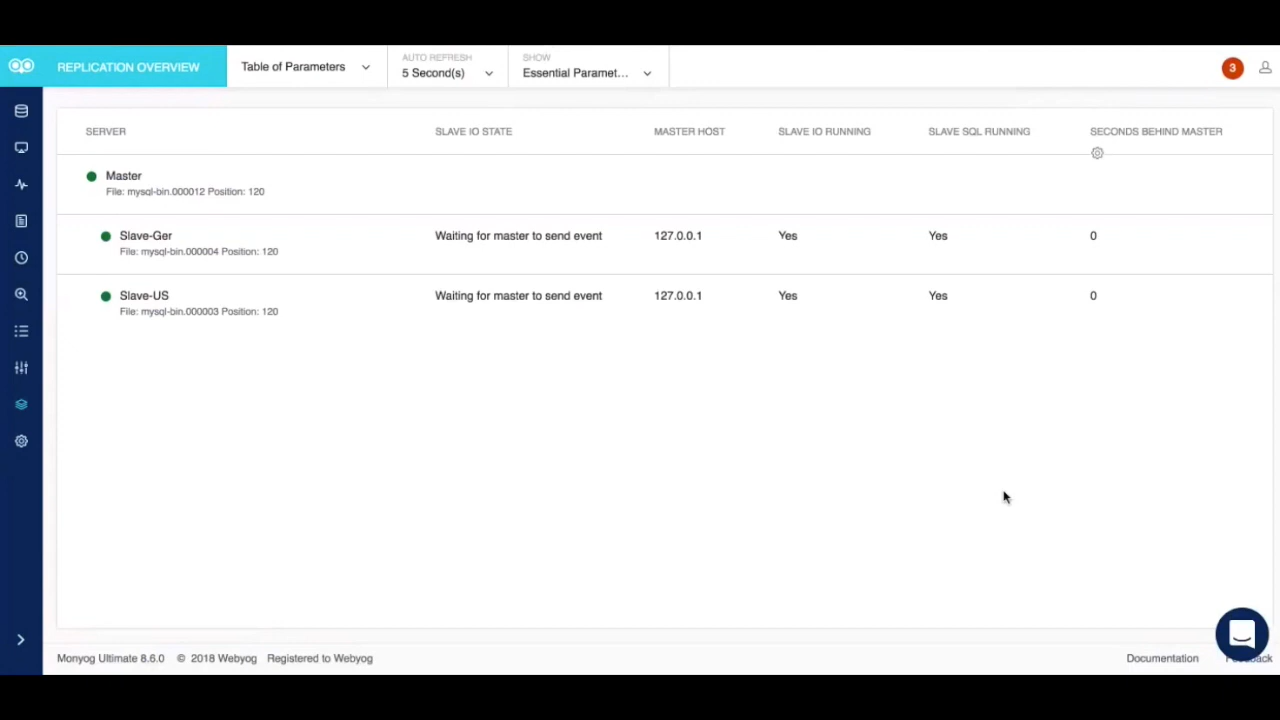 REPLICATION OVERVIEW
Table of Parameters
AUTO REFRESH
5 Second(s)
SHOW
Essential Paramet...
3
SERVER SLAVE IO STATE MASTER HOST SLAVE IO RUNNING SLAVE SQL RUNNING SECONDS BEHIND MASTER
Master
File: mysql-bin.000012 Position: 120
Slave-Ger Waiting for master to send event 127.0.0.1 Yes Yes 0
File: mysql-bin.000004 Position: 120
Slave-US Waiting for master to send event 127.0.0.1 Yes Yes 0
File: mysql-bin.000003 Position: 120
Monyog Ultimate 8.6.0 © 2018 Webyog Registered to Webyog Documentation